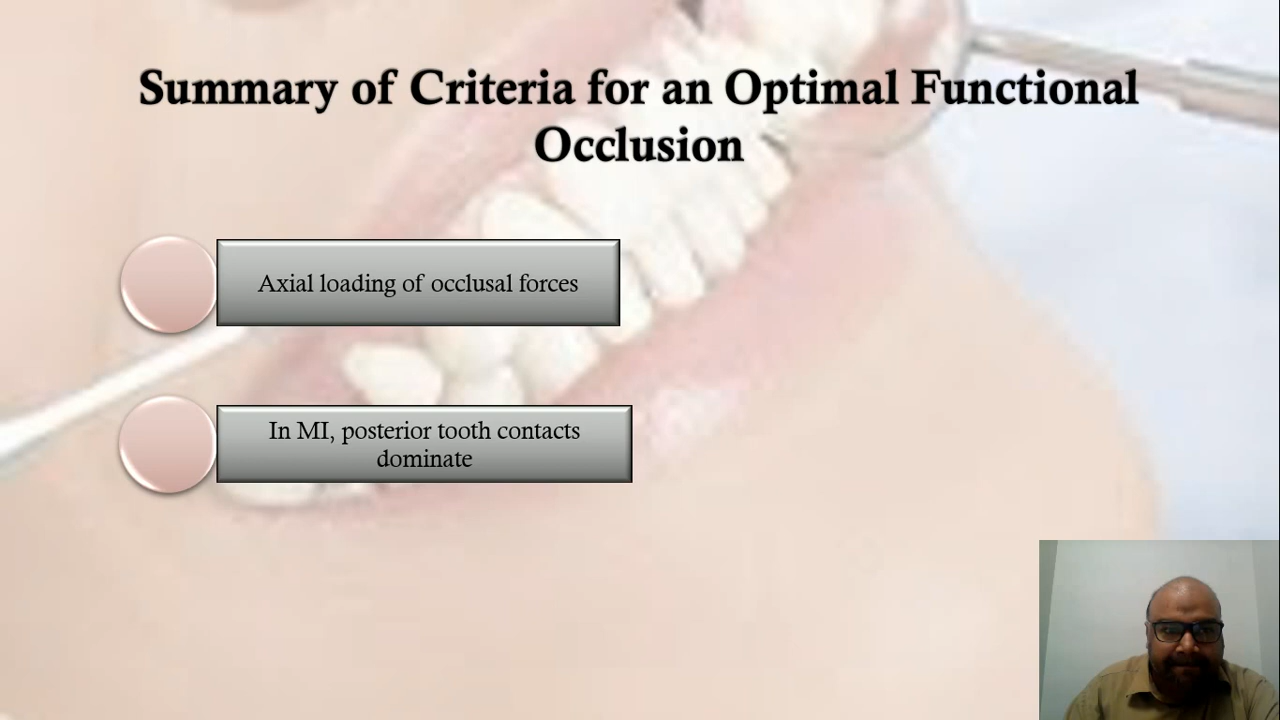 Summary of Criteria for an Optimal Functional
Occlusion
Axial loading of occlusal forces
In MI, posterior tooth contacts
dominate